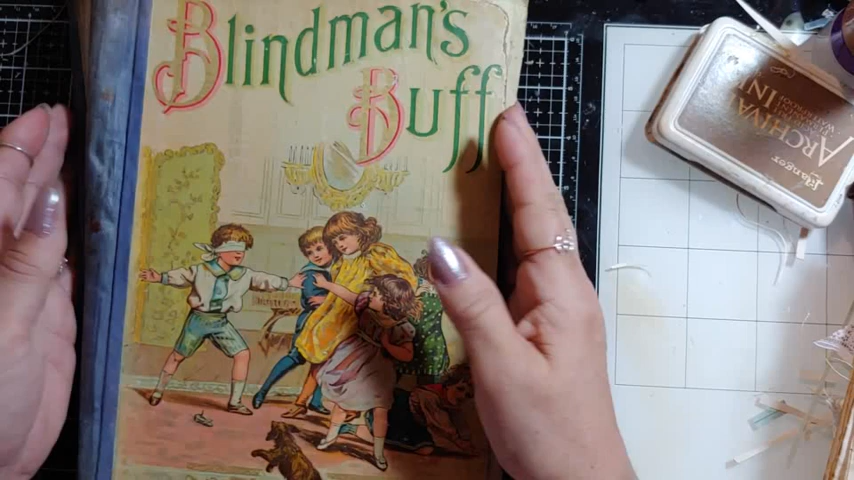 Blindman's
Buff
Ranger
ARCHIVAL
INK